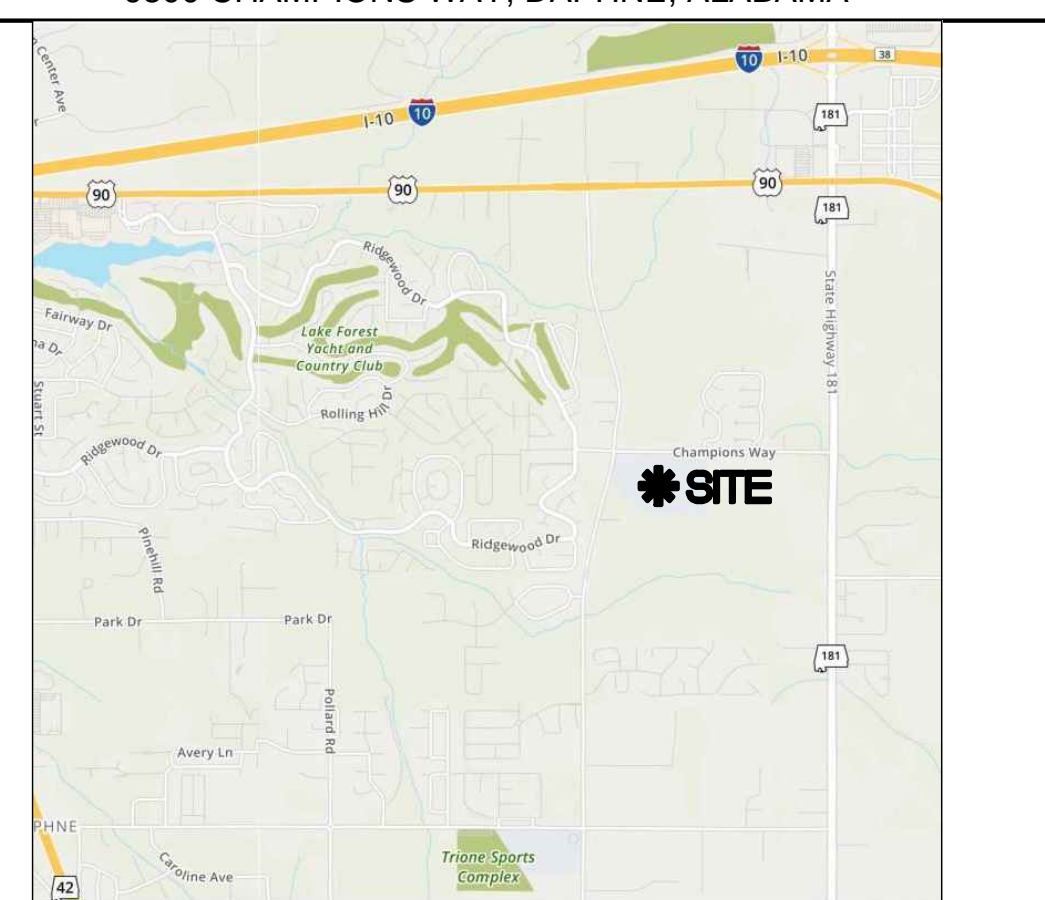 CHAMPIONS WAY, DAPHNE, ALABAMA
Center Ave
10
I-10
38
I-10
10
181
90
90
90
181
Ridgewood Dr
State Highway 181
Fairway Dr
Lake Forest
Yacht and
Country Club
Stuart St
Rolling Hill Dr
Ridgewood Dr
Champions Way
SITE
Pinehill Rd
Ridgewood Dr
Park Dr
Park Dr
181
Pollard Rd
Avery Ln
PHNE
Trione Sports
Complex
Caroline Ave
42